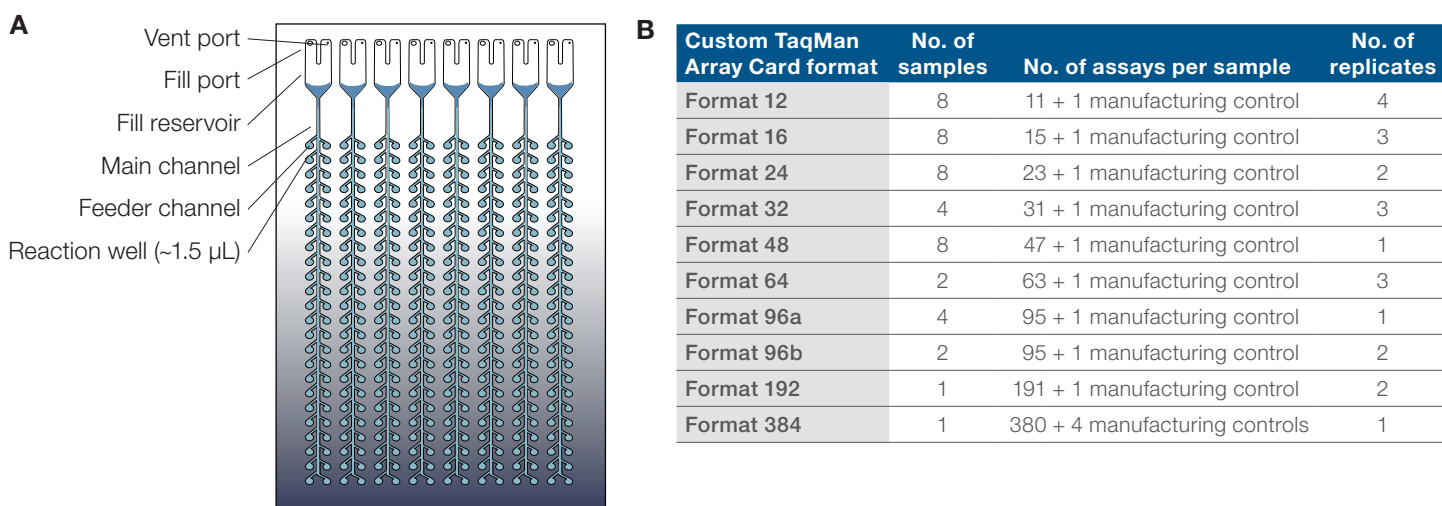 A
Vent port
Fill port
Fill reservoir
Main channel
Feeder channel
Reaction well (~1.5 µL)
B
Custom TaqMan Array Card format No. of samples No. of assays per sample No. of replicates
Format 12 8 11 + 1 manufacturing control 4
Format 16 8 15 + 1 manufacturing control 3
Format 24 8 23 + 1 manufacturing control 2
Format 32 4 31 + 1 manufacturing control 3
Format 48 8 47 + 1 manufacturing control 1
Format 64 2 63 + 1 manufacturing control 3
Format 96a 4 95 + 1 manufacturing control 1
Format 96b 2 95 + 1 manufacturing control 2
Format 192 1 191 + 1 manufacturing control 2
Format 384 1 380 + 4 manufacturing controls 1